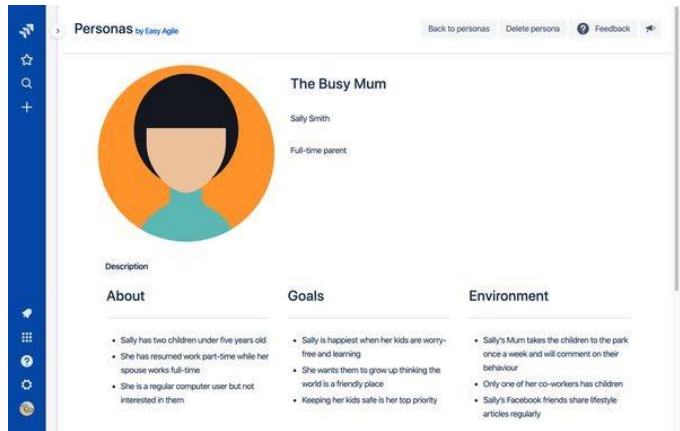 Personas by Easy Agile
Back to personas
Delete persona
Feedback
The Busy Mum
Sally Smith
Full-time parent
Description
About
• Sally has two children under five years old
• She has resumed work part-time while her
spouse works full-time
• She is a regular computer user but not
interested in them
Goals
• Sally is happiest when her kids are worry-
free and learning
• She wants them to grow up thinking the
world is a friendly place
• Keeping her kids safe is her top priority
Environment
• Sally's Mum takes the children to the park
once a week and will comment on their
behaviour
• Only one of her co-workers has children
• Sally's Facebook friends share lifestyle
articles regularly